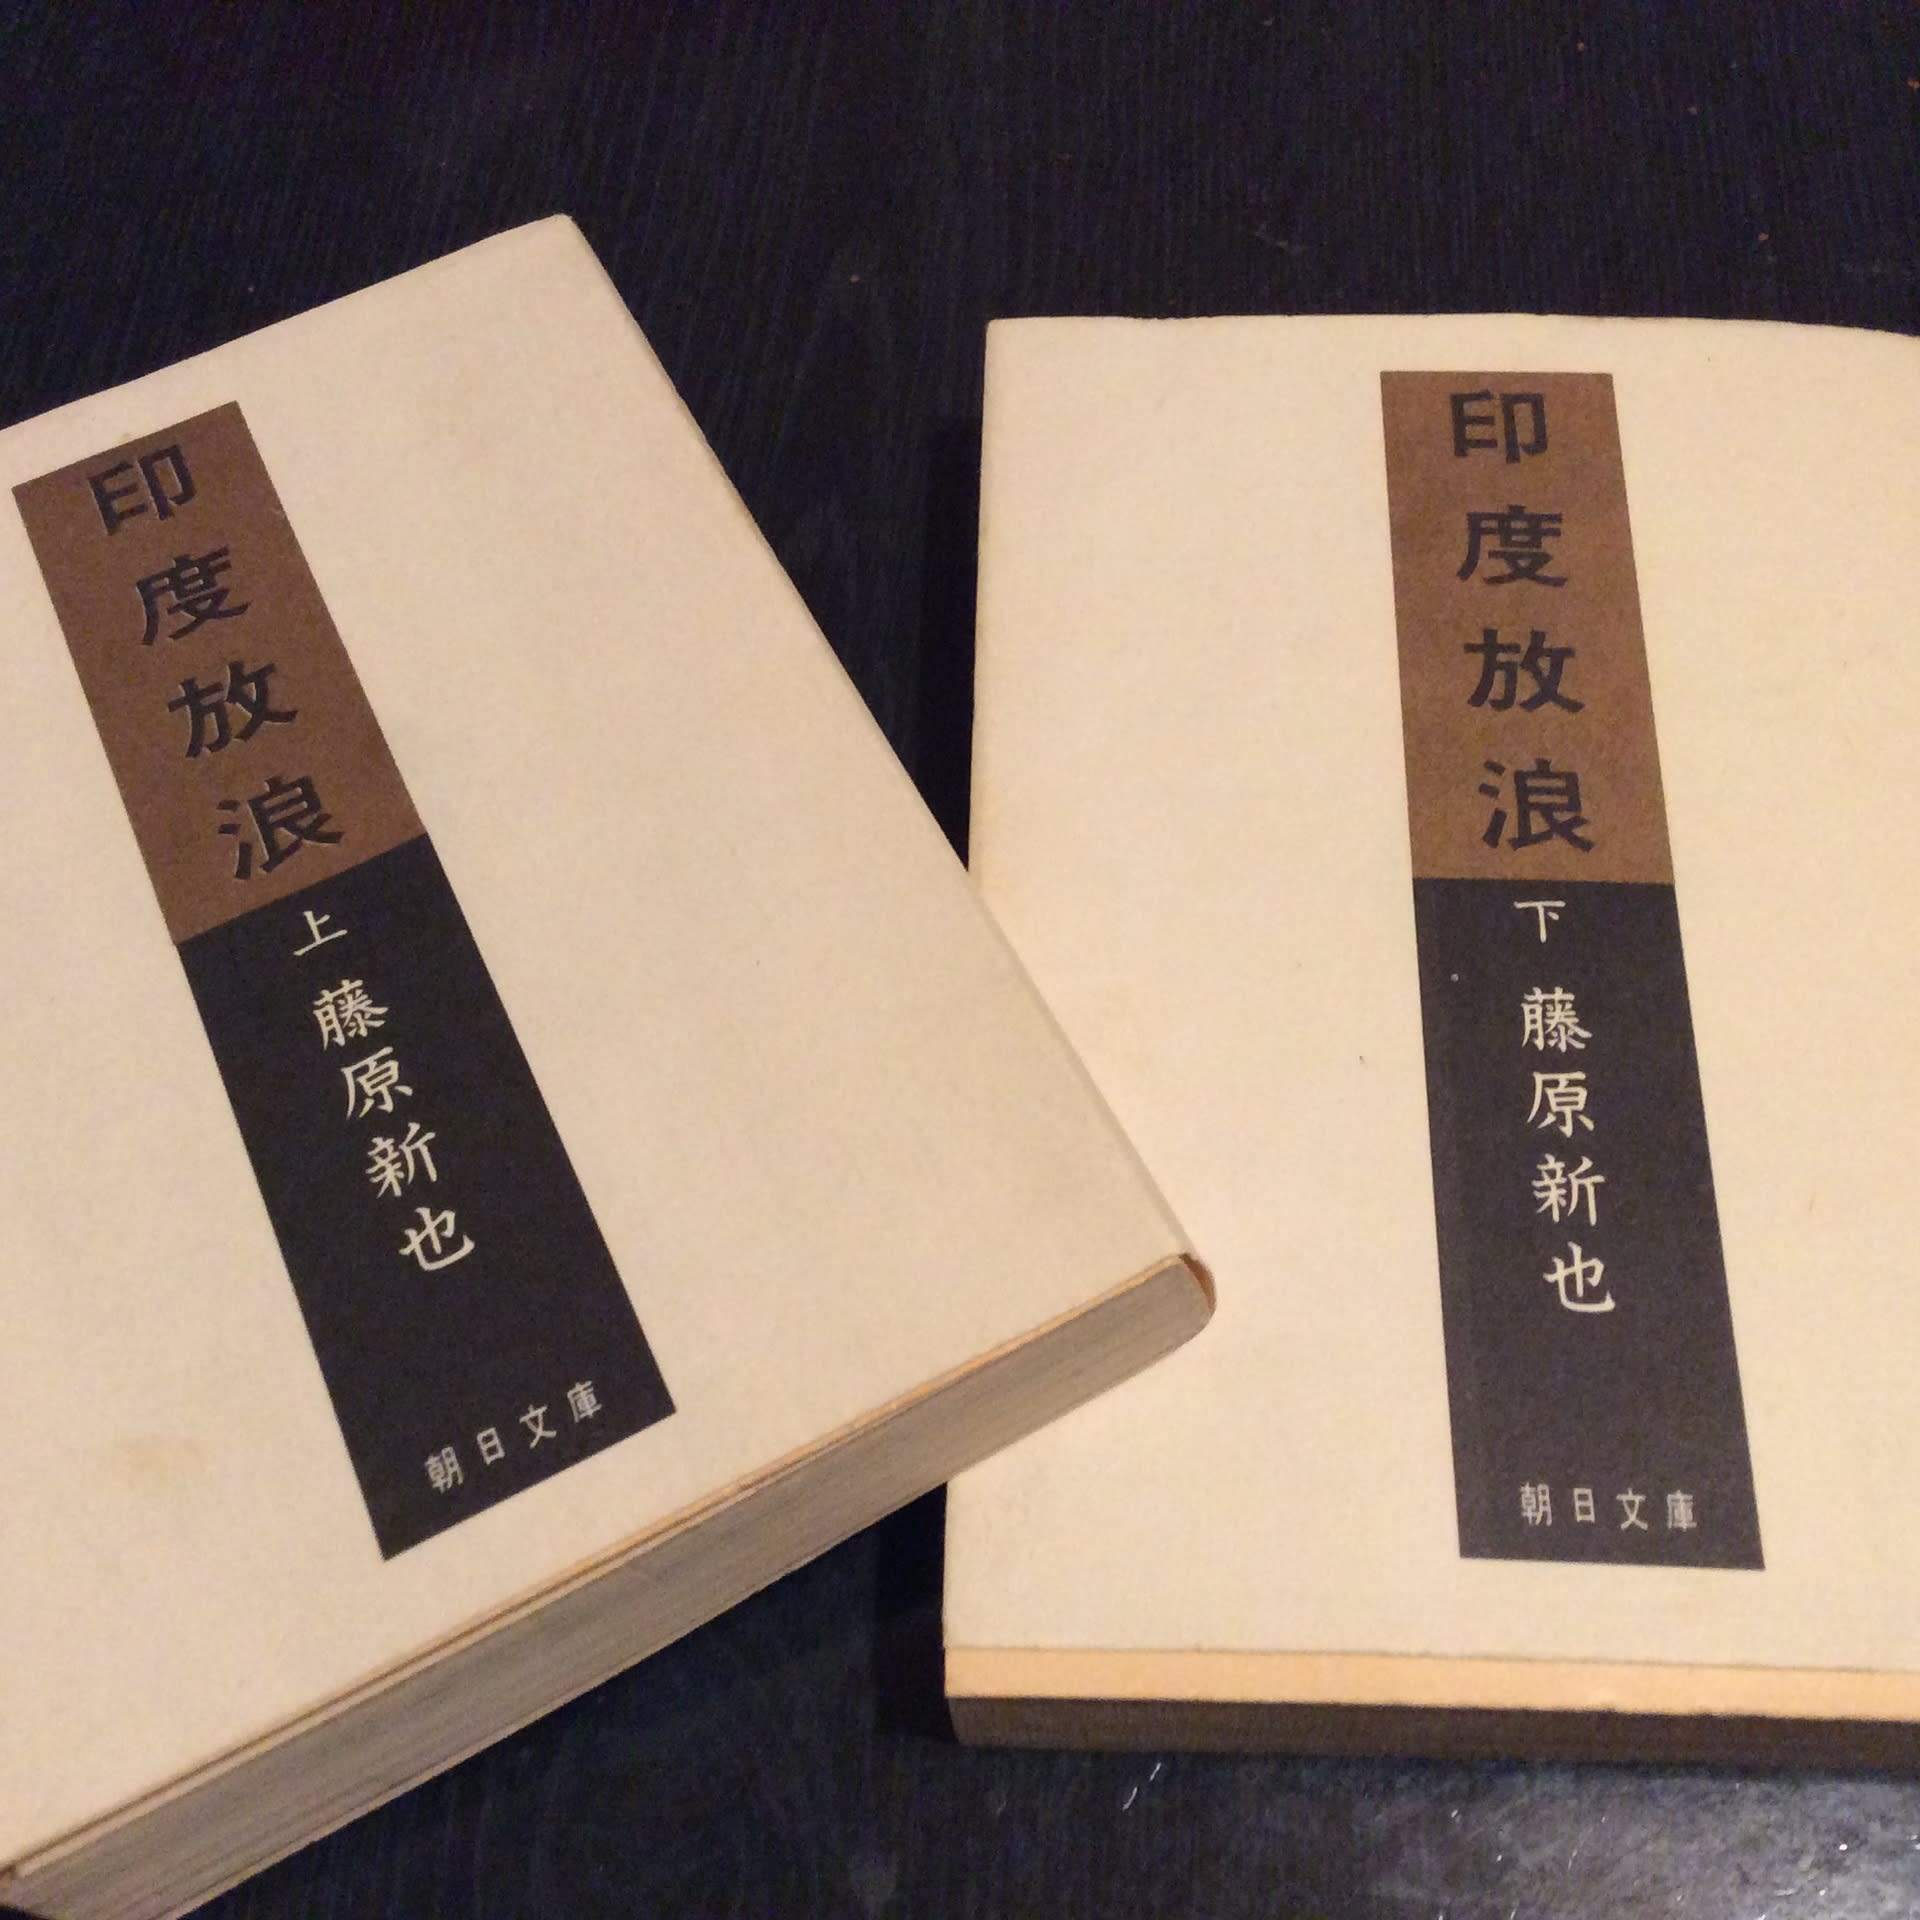 印度放浪
上 藤原新也
朝日文庫
印度放浪
下 藤原新也
朝日文庫